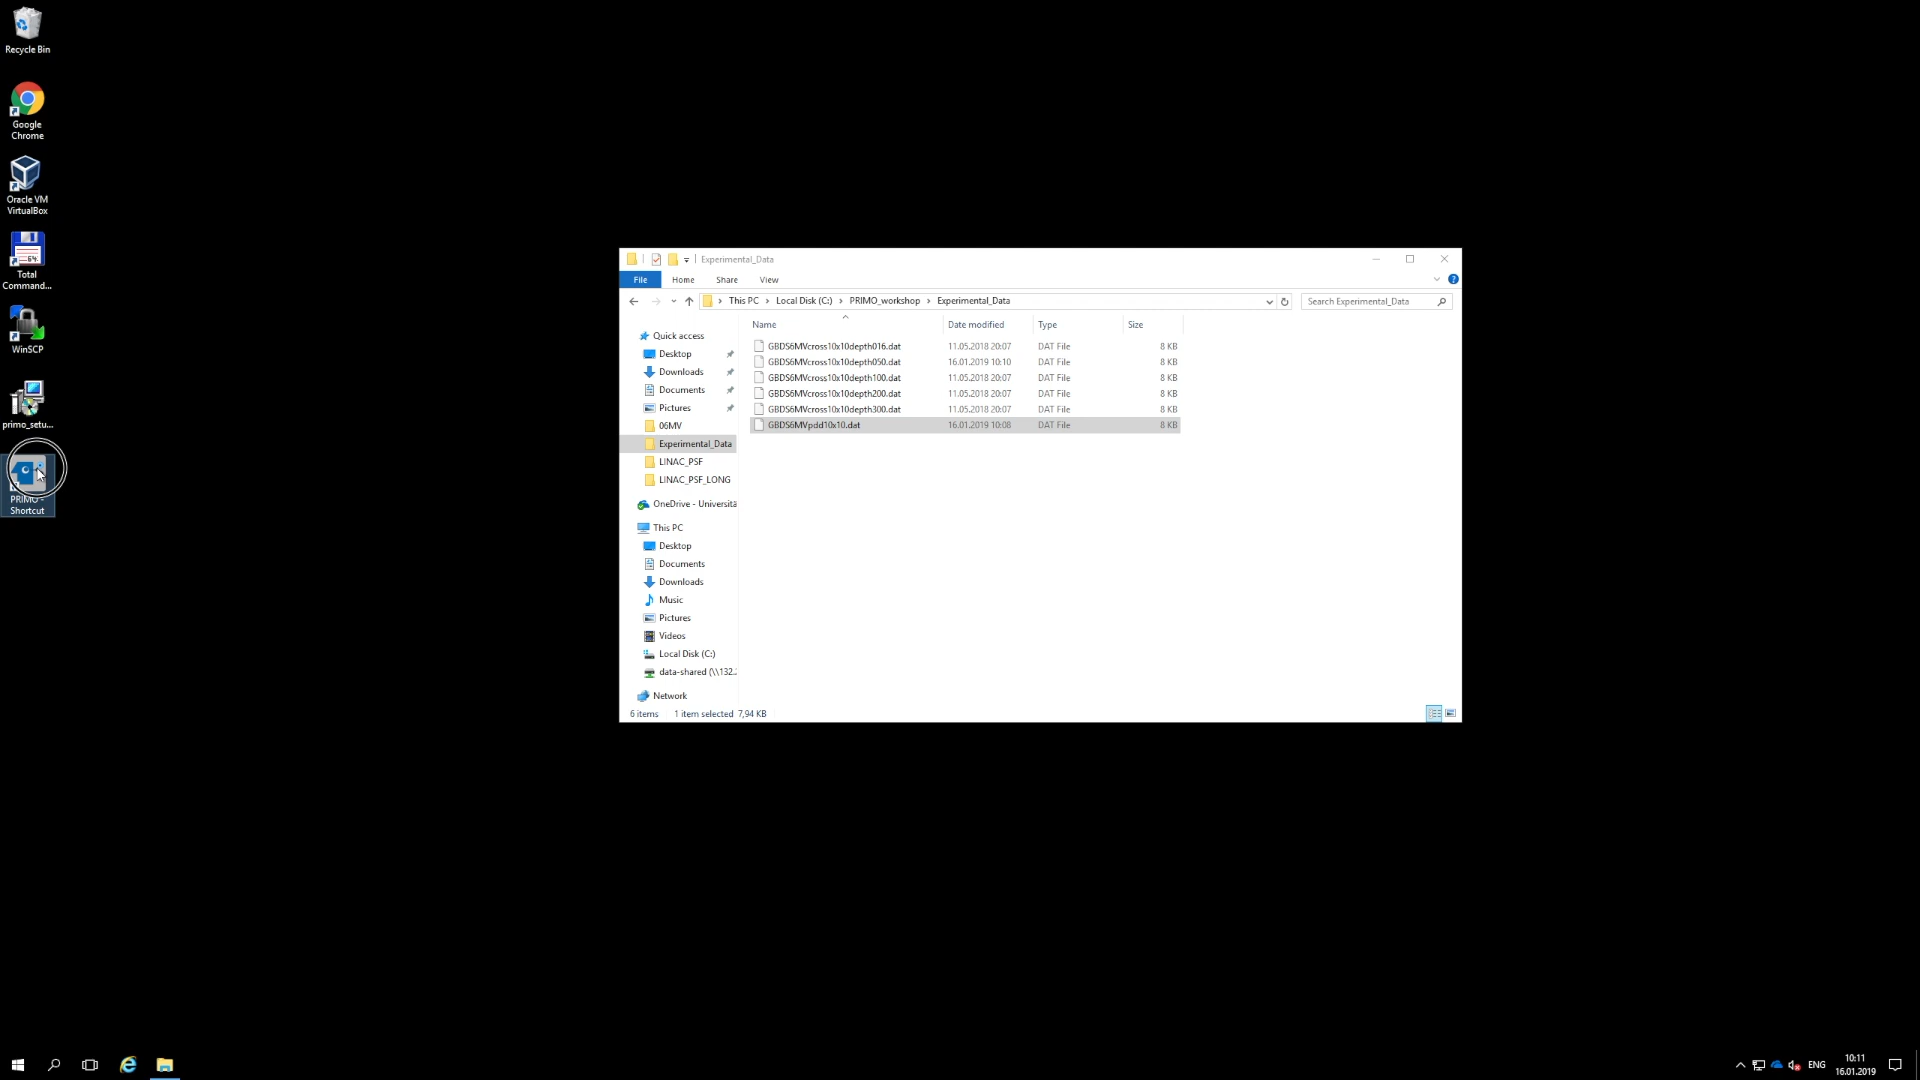 Recycle Bin
Google
Chrome
Oracle VM
VirtualBox
Total
Command...
WinSCP
primo_setu...
PRIMO -
Shortcut
Experimental_Data
File Home Share View
This PC Local Disk (C:) PRIMO_workshop Experimental_Data Search Experimental_Data
Name Date modified Type Size
GBDS6MVcross10x10depth016.dat 11.05.2018 20:07 DAT File 8 KB
GBDS6MVcross10x10depth050.dat 16.01.2019 10:10 DAT File 8 KB
GBDS6MVcross10x10depth100.dat 11.05.2018 20:07 DAT File 8 KB
GBDS6MVcross10x10depth200.dat 11.05.2018 20:07 DAT File 8 KB
GBDS6MVcross10x10depth300.dat 11.05.2018 20:07 DAT File 8 KB
GBDS6MVpdd10x10.dat 16.01.2019 10:08 DAT File 8 KB
Quick access
Desktop
Downloads
Documents
Pictures
06MV
Experimental_Data
LINAC_PSF
LINAC_PSF_LONG
OneDrive - Universitä
This PC
Desktop
Documents
Downloads
Music
Pictures
Videos
Local Disk (C:)
data-shared (\\132.
Network
6 items 1 item selected 7,94 KB
ENG
10:11
16.01.2019